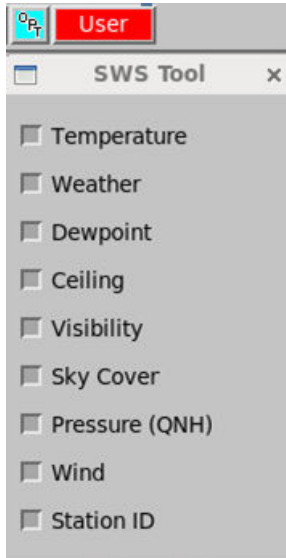 OPT User
SWS Tool
Temperature
Weather
Dewpoint
Ceiling
Visibility
Sky Cover
Pressure (QNH)
Wind
Station ID